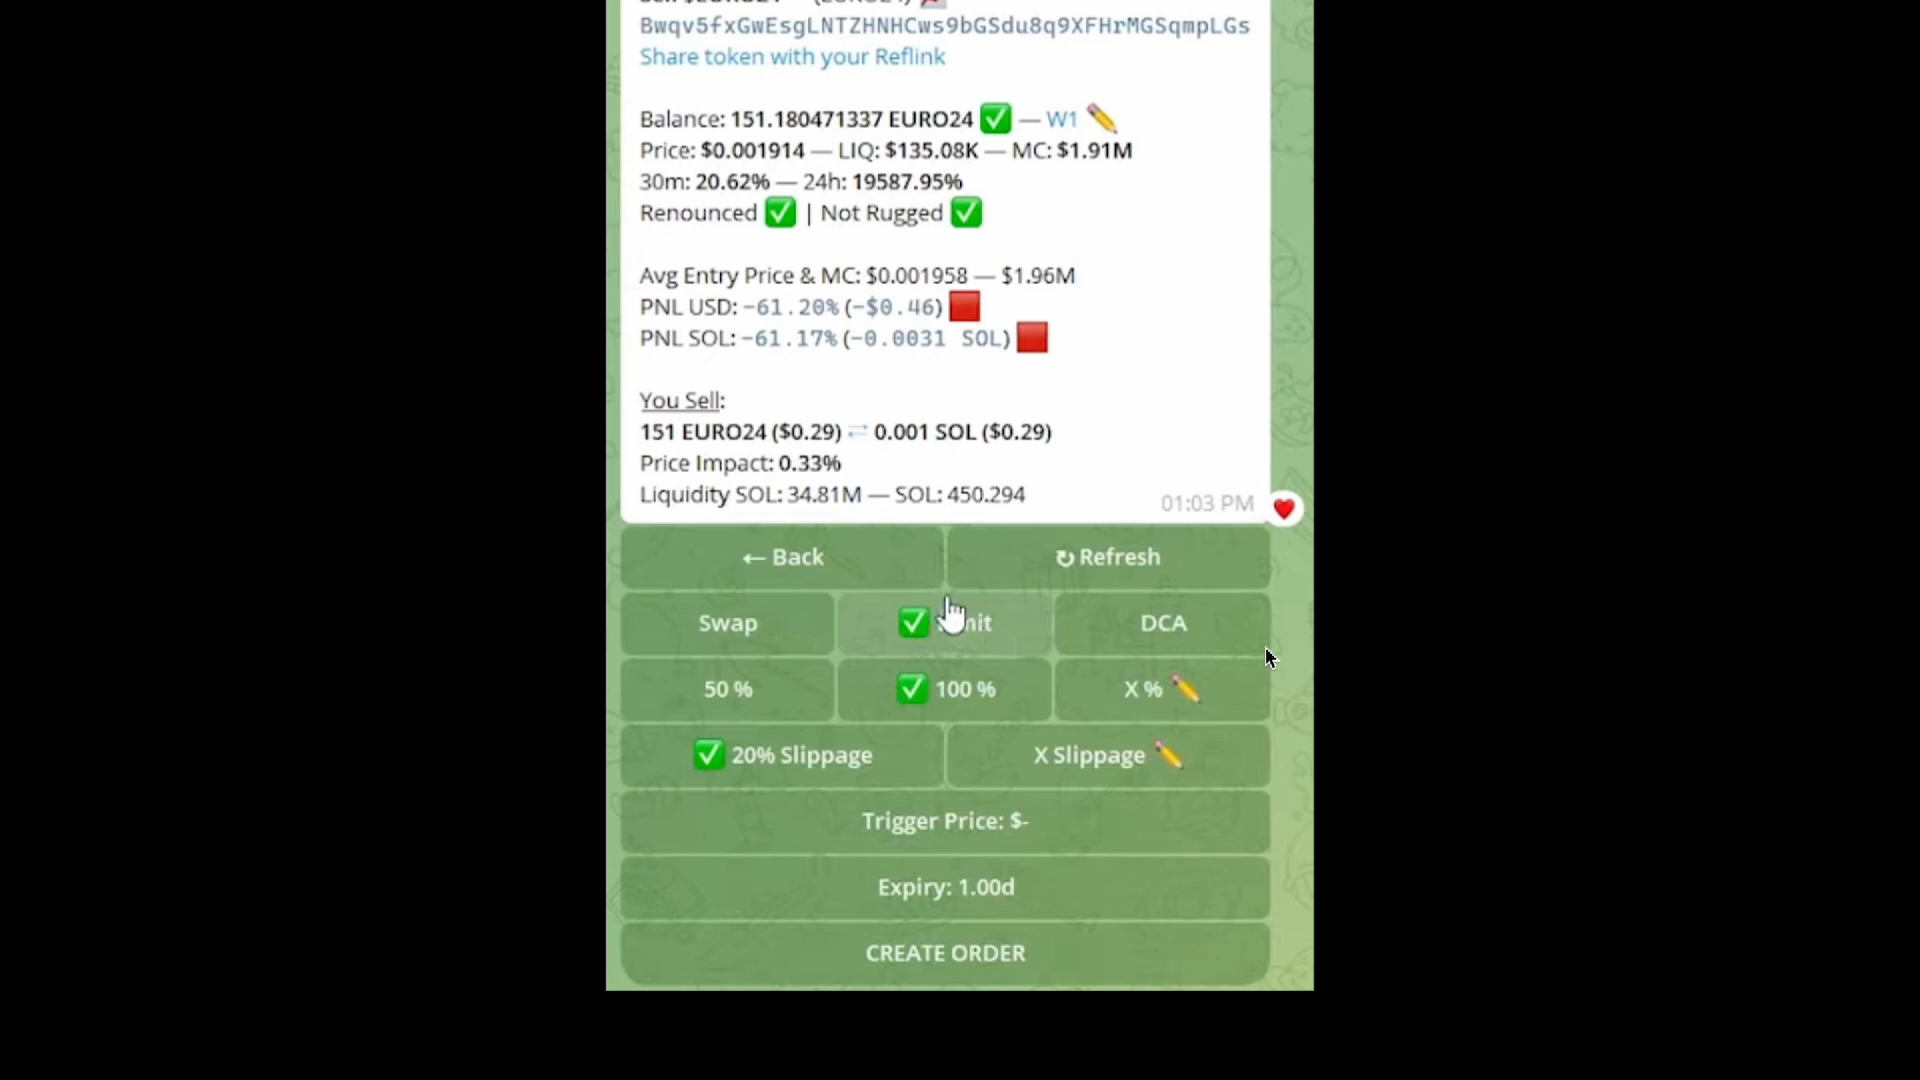 Bwqv5fxGwEsgLNTZHNHCws9bGSdu8q9XFHrMGSqmpLGs
Share token with your Reflink
Balance: 151.180471337 EURO24 ✅ — W1 ✏️
Price: $0.001914 — LIQ: $135.08K — MC: $1.91M
30m: 20.62% — 24h: 19587.95%
Renounced ✅ | Not Rugged ✅
Avg Entry Price & MC: $0.001958 — $1.96M
PNL USD: -61.20% (-$0.46) 🟥
PNL SOL: -61.17% (-0.0031 SOL) 🟥
You Sell:
151 EURO24 ($0.29) ⇄ 0.001 SOL ($0.29)
Price Impact: 0.33%
Liquidity SOL: 34.81M — SOL: 450.294
01:03 PM
← Back
↻ Refresh
Swap
DCA
50 %
✅ 100 %
X % ✏️
✅ 20% Slippage
X Slippage ✏️
Trigger Price: $-
Expiry: 1.00d
CREATE ORDER